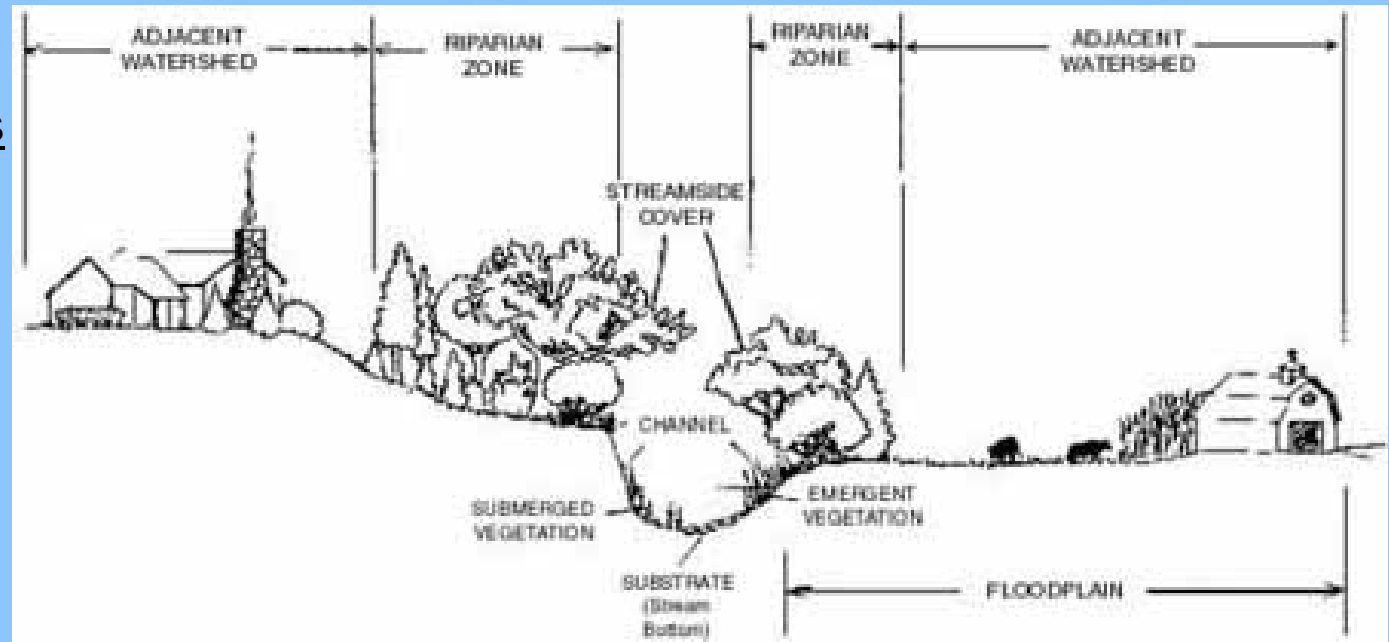 ADJACENT
WATERSHED
RIPARIAN
ZONE
RIPARIAN
ZONE
ADJACENT
WATERSHED
STREAMSIDE
COVER
CHANNEL
SUBMERGED
VEGETATION
EMERGENT
VEGETATION
SUBSTRATE
(Stream
Bottom)
FLOODPLAIN